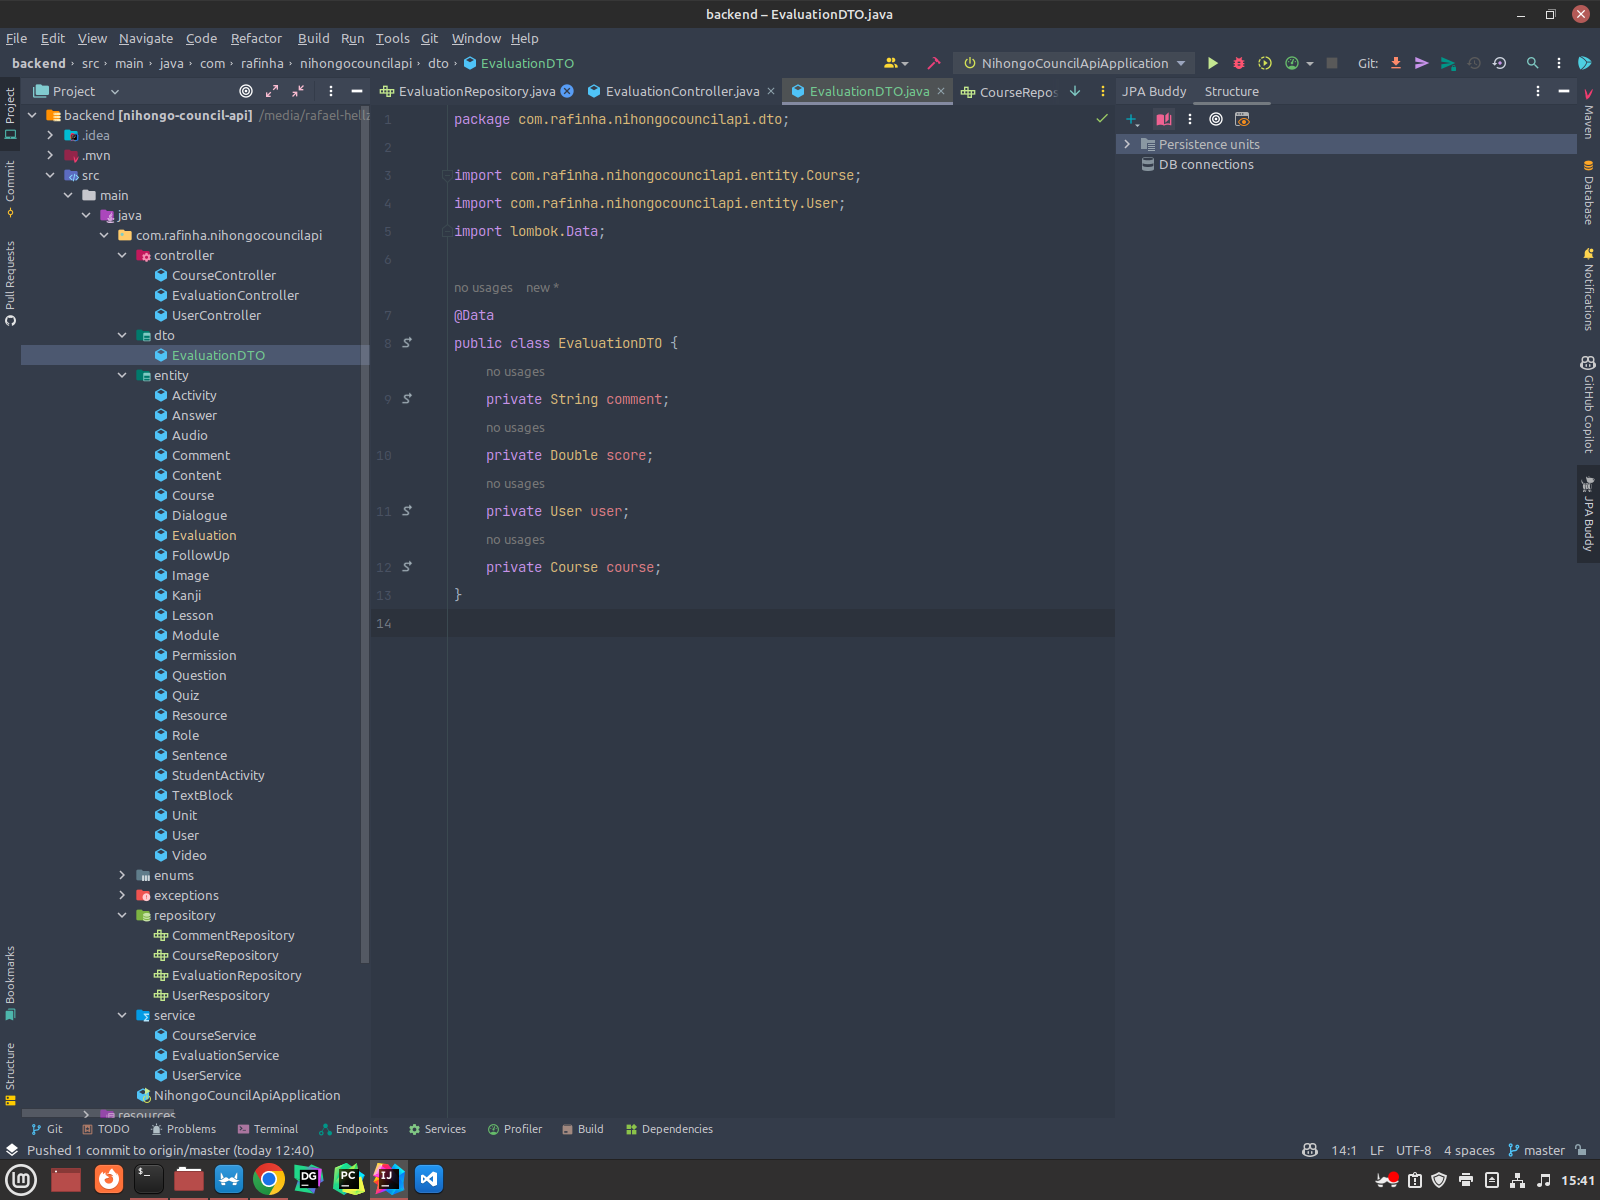 backend – EvaluationDTO.java
File Edit View Navigate Code Refactor Build Run Tools Git Window Help
backend › src › main › java › com › rafinha › nihongocouncilapi › dto › EvaluationDTO
NihongoCouncilApiApplication
Git:
Project
EvaluationRepository.java
EvaluationController.java
EvaluationDTO.java
CourseRepos
JPA Buddy
Structure
Project
Commit
Pull Requests
Bookmarks
Structure
backend [nihongo-council-api] /media/rafael-hell
.idea
.mvn
src
main
java
com.rafinha.nihongocouncilapi
controller
CourseController
EvaluationController
UserController
dto
EvaluationDTO
entity
Activity
Answer
Audio
Comment
Content
Course
Dialogue
Evaluation
FollowUp
Image
Kanji
Lesson
Module
Permission
Question
Quiz
Resource
Role
Sentence
StudentActivity
TextBlock
Unit
User
Video
enums
exceptions
repository
CommentRepository
CourseRepository
EvaluationRepository
UserRespository
service
CourseService
EvaluationService
UserService
NihongoCouncilApiApplication
resources
1 package com.rafinha.nihongocouncilapi.dto;
2
3 import com.rafinha.nihongocouncilapi.entity.Course;
4 import com.rafinha.nihongocouncilapi.entity.User;
5 import lombok.Data;
6
no usages new *
7 @Data
8 public class EvaluationDTO {
no usages
9 private String comment;
no usages
10 private Double score;
no usages
11 private User user;
no usages
12 private Course course;
13 }
14
Persistence units
DB connections
Maven
Database
Notifications
GitHub Copilot
JPA Buddy
Git TODO Problems Terminal Endpoints Services Profiler Build Dependencies
Pushed 1 commit to origin/master (today 12:40)
14:1 LF UTF-8 4 spaces master
DG
PC
IJ
15:41